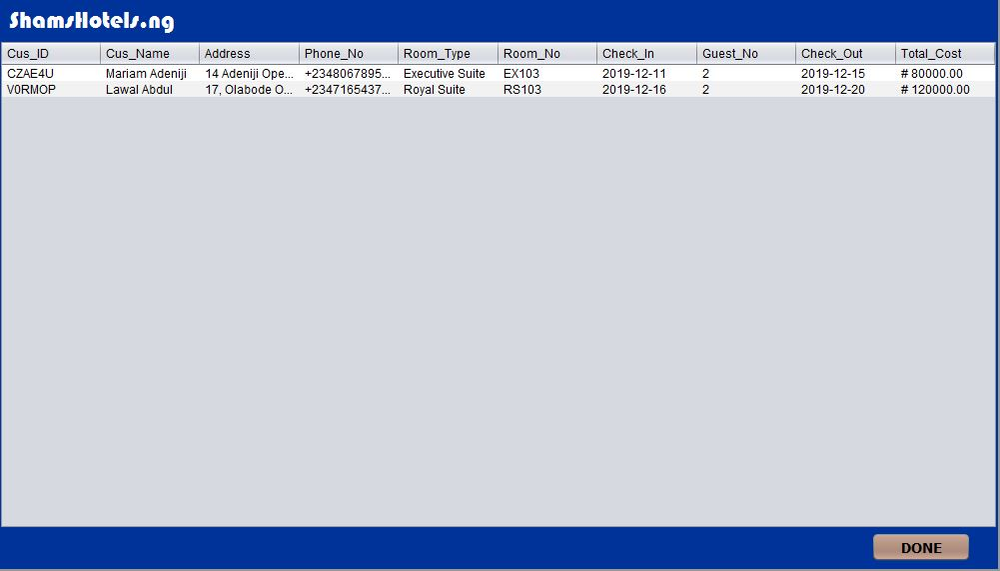 ShamsHotels.ng
Cus_ID Cus_Name Address Phone_No Room_Type Room_No Check_In Guest_No Check_Out Total_Cost
CZAE4U Mariam Adeniji 14 Adeniji Ope... +2348067895... Executive Suite EX103 2019-12-11 2 2019-12-15 # 80000.00
V0RMOP Lawal Abdul 17, Olabode O... +2347165437... Royal Suite RS103 2019-12-16 2 2019-12-20 # 120000.00
DONE